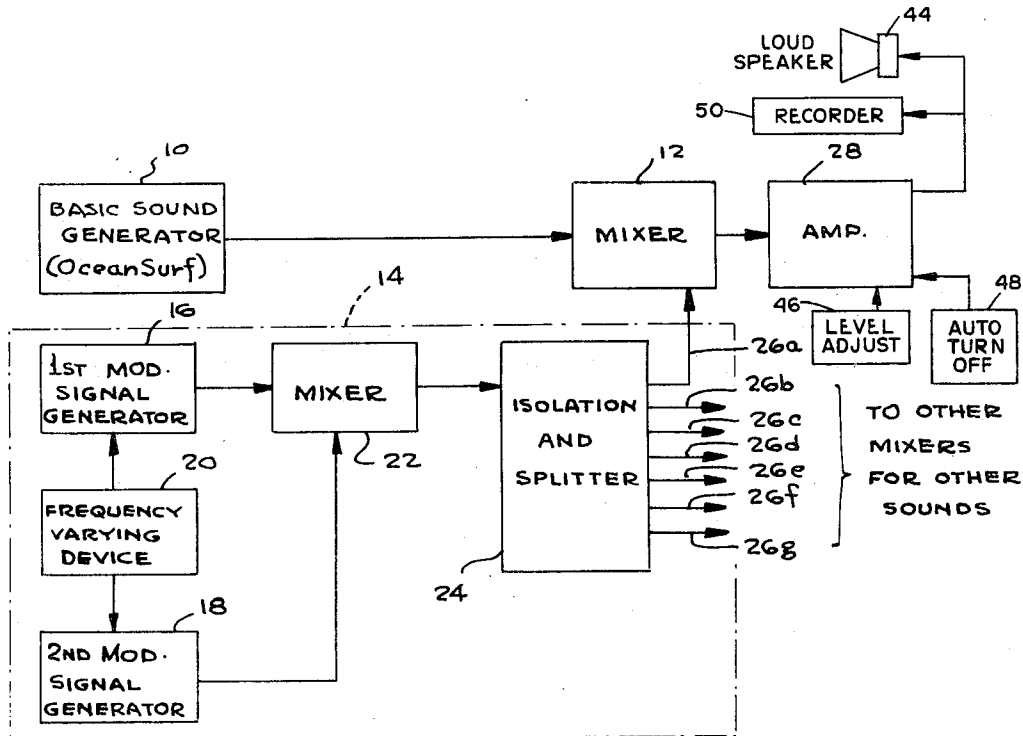 44
LOUD
SPEAKER
50
RECORDER
10
12
28
BASIC SOUND
GENERATOR
(OceanSurf)
MIXER
AMP.
14
46
48
16
LEVEL
ADJUST
AUTO
TURN
OFF
1ST MOD.
SIGNAL
GENERATOR
MIXER
22
26a
ISOLATION
AND
SPLITTER
24
26b
26c
26d
26e
26f
26g
TO OTHER
MIXERS
FOR OTHER
SOUNDS
20
FREQUENCY
VARYING
DEVICE
18
2ND MOD.
SIGNAL
GENERATOR